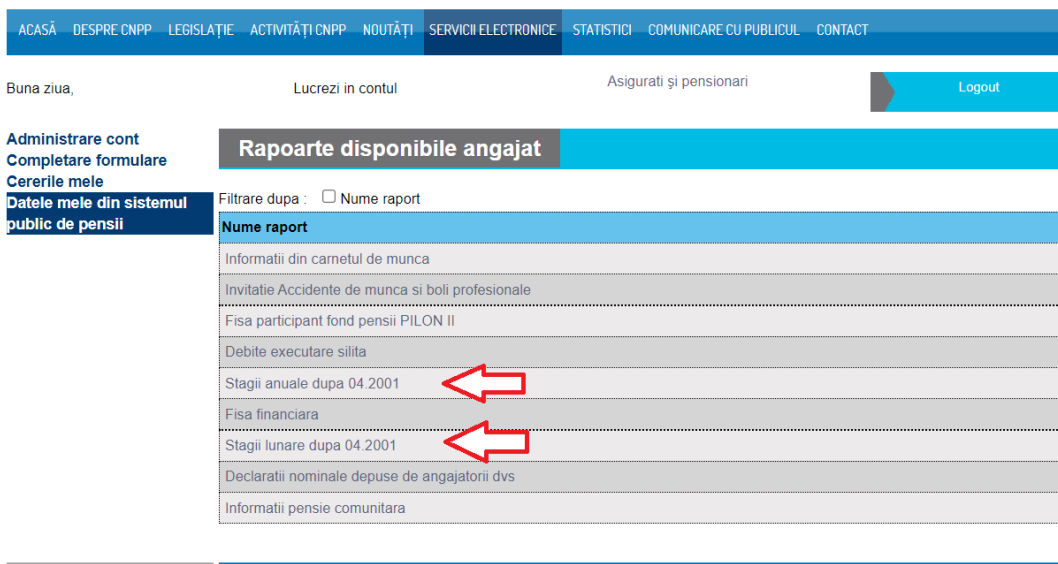 ACASĂ DESPRE CNPP LEGISLAȚIE ACTIVITĂȚI CNPP NOUTĂȚI SERVICII ELECTRONICE STATISTICI COMUNICARE CU PUBLICUL CONTACT
Buna ziua, Lucrezi in contul Asigurati și pensionari Logout
Administrare cont
Completare formulare
Cererile mele
Datele mele din sistemul
public de pensii
Rapoarte disponibile angajat
Filtrare dupa : Nume raport
Nume raport
Informatii din carnetul de munca
Invitatie Accidente de munca si boli profesionale
Fisa participant fond pensii PILON II
Debite executare silita
Stagii anuale dupa 04.2001
Fisa financiara
Stagii lunare dupa 04.2001
Declaratii nominale depuse de angajatorii dvs
Informatii pensie comunitara